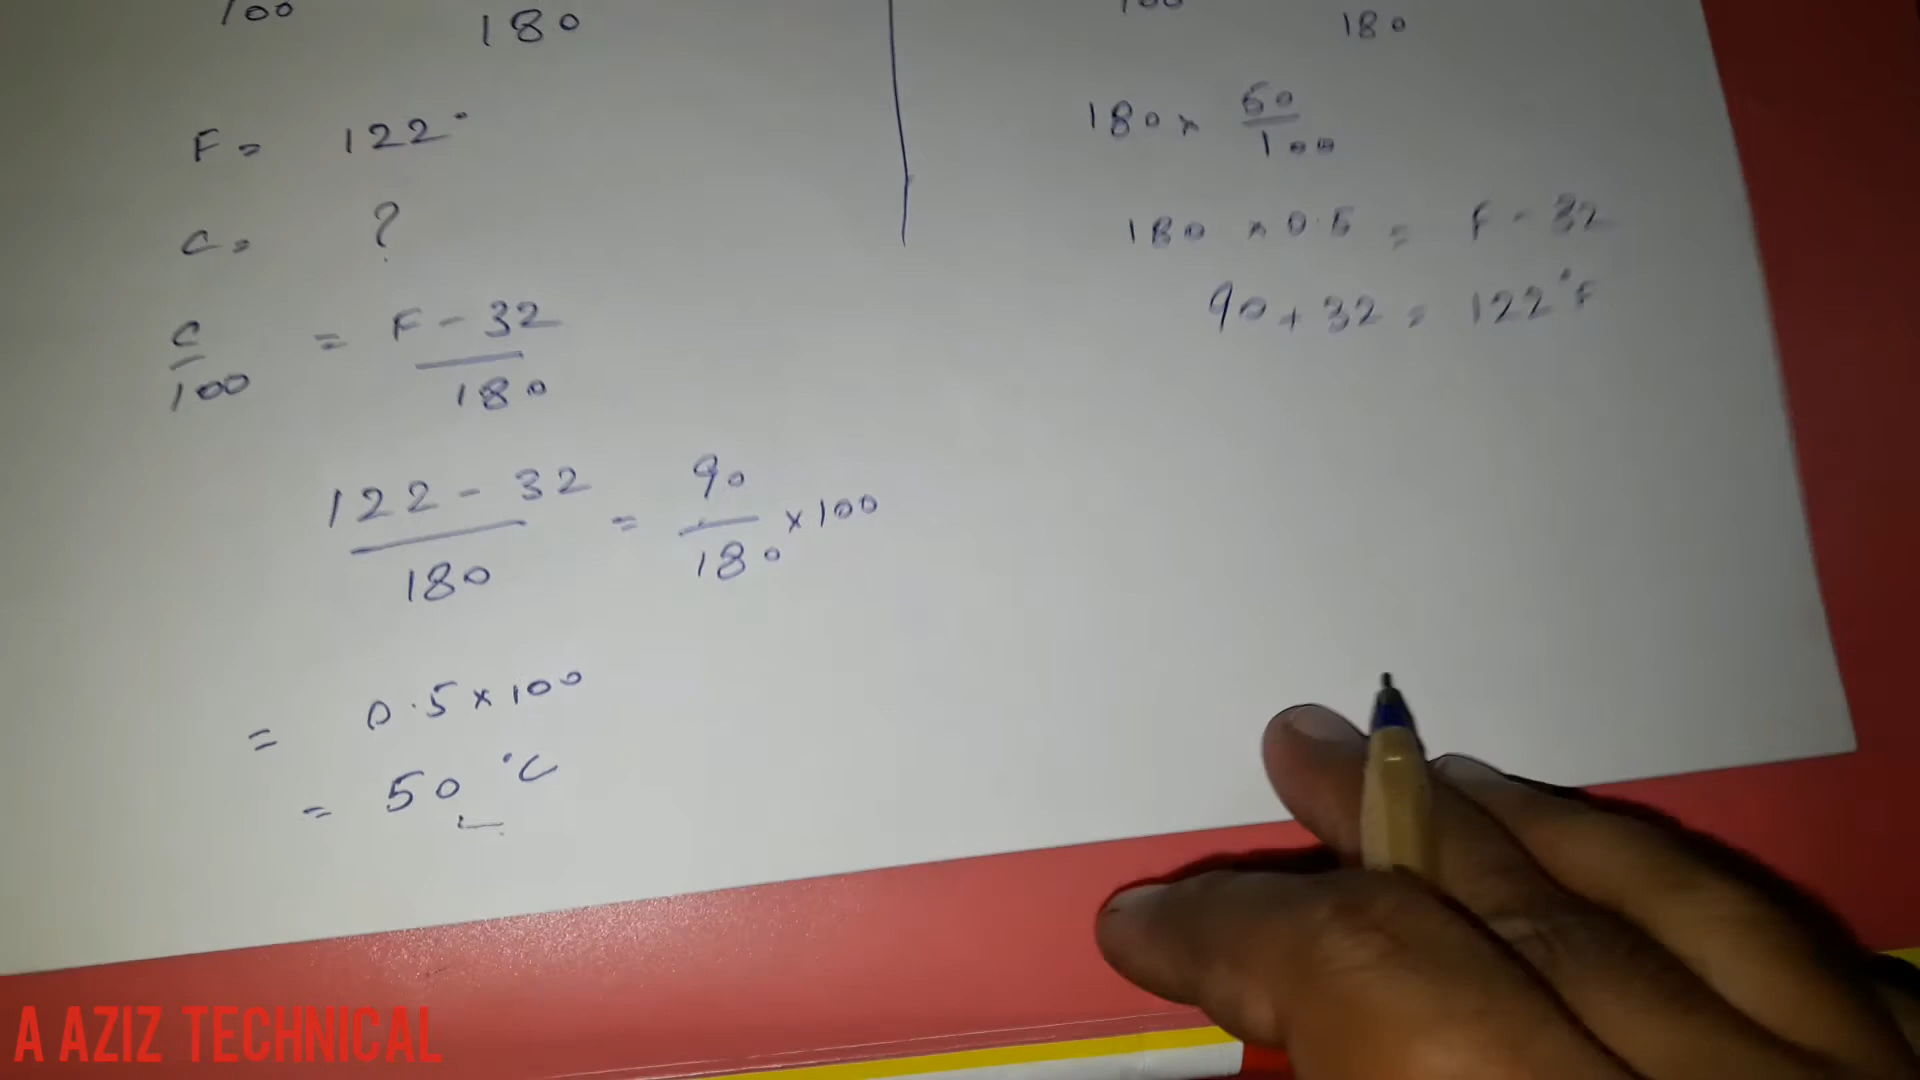 100 180
F = 122°
C = ?
C/100 = F - 32/180
122 - 32/180 = 90/180 x 100
= 0.5 x 100
= 50 °C
180
180 x 50/100
180 x 0.5 = F - 32
90 + 32 = 122°F
A AZIZ TECHNICAL